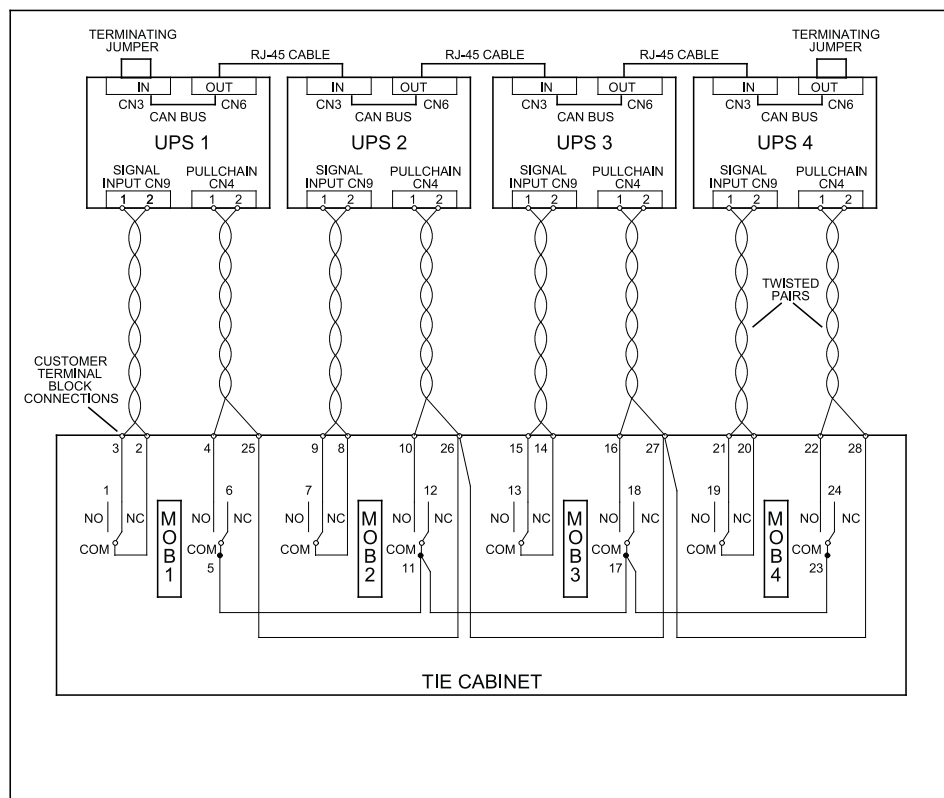 TERMINATING
JUMPER
RJ-45 CABLE
RJ-45 CABLE
RJ-45 CABLE
TERMINATING
JUMPER
IN OUT IN OUT IN OUT IN OUT
CN3 CN6 CN3 CN6 CN3 CN6 CN3 CN6
CAN BUS CAN BUS CAN BUS CAN BUS
UPS 1 UPS 2 UPS 3 UPS 4
SIGNAL
INPUT CN9
PULLCHAIN
CN4
SIGNAL
INPUT CN9
PULLCHAIN
CN4
SIGNAL
INPUT CN9
PULLCHAIN
CN4
SIGNAL
INPUT CN9
PULLCHAIN
CN4
1 2 1 2 1 2 1 2 1 2 1 2 1 2 1 2
TWISTED
PAIRS
CUSTOMER
TERMINAL
BLOCK
CONNECTIONS
3 2 4 25 9 8 10 26 15 14 16 27 21 20 22 28
1 6 7 12 13 18 19 24
NO NC NO NC NO NC NO NC NO NC NO NC NO NC NO NC
MOB1
MOB2
MOB3
MOB4
COM COM COM COM COM COM COM COM
5 11 17 23
TIE CABINET